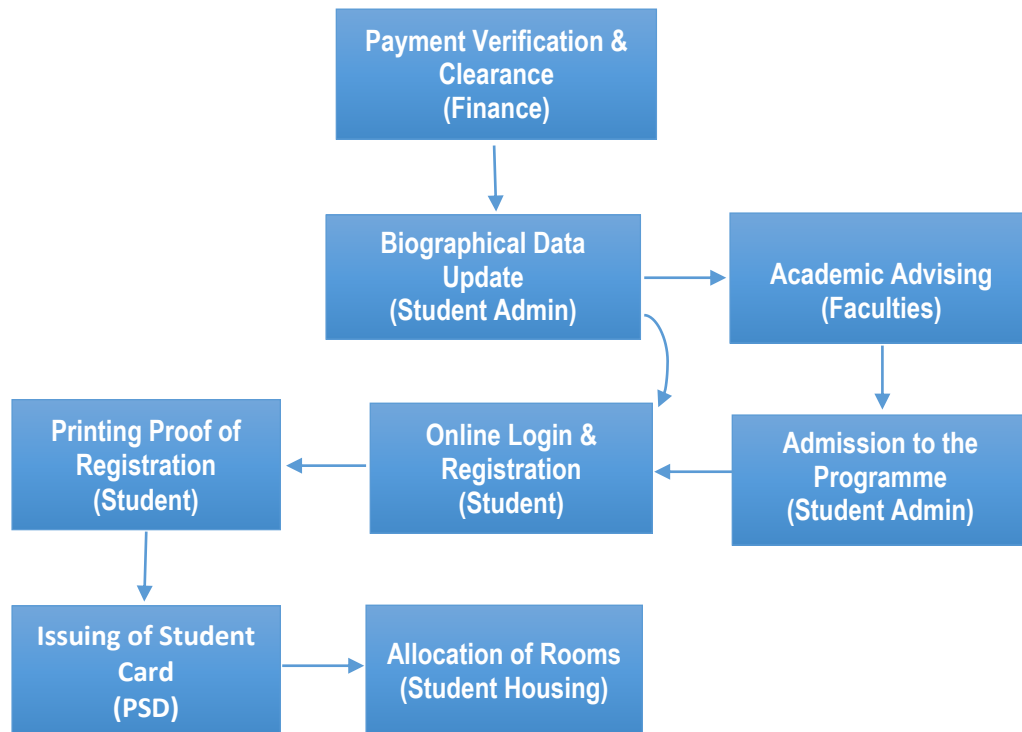 Payment Verification &
Clearance
(Finance)
Biographical Data
Update
(Student Admin)
Academic Advising
(Faculties)
Printing Proof of
Registration
(Student)
Online Login &
Registration
(Student)
Admission to the
Programme
(Student Admin)
Issuing of Student
Card
(PSD)
Allocation of Rooms
(Student Housing)